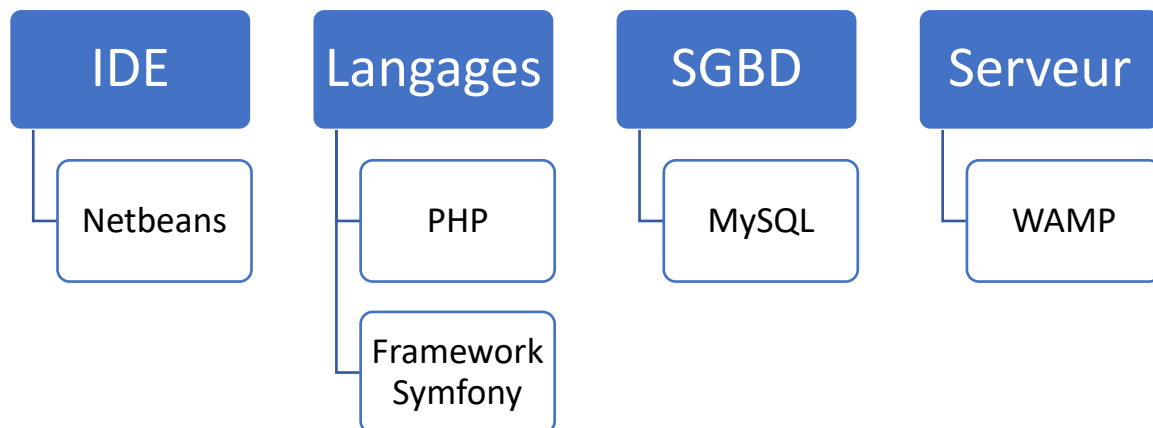 IDE
Netbeans
Langages
PHP
Framework
Symfony
SGBD
MySQL
Serveur
WAMP